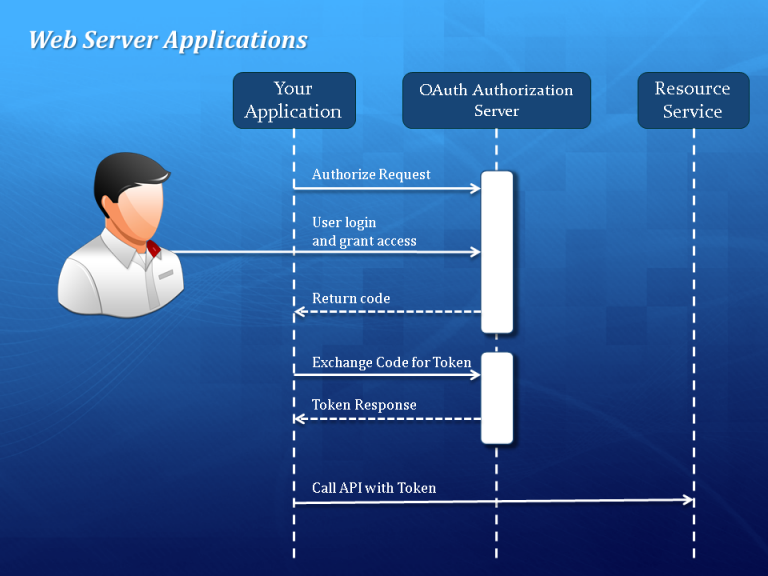 Web Server Applications
Your
Application
OAuth Authorization
Server
Resource
Service
Authorize Request
User login
and grant access
Return code
Exchange Code for Token
Token Response
Call API with Token